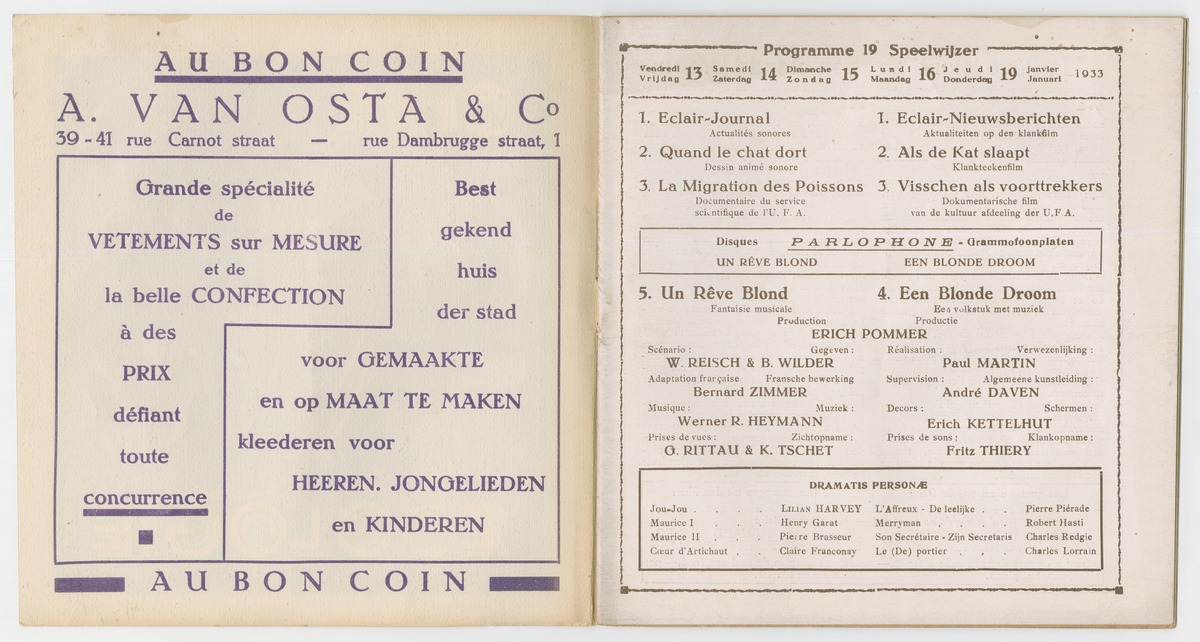 AU BON COIN
A. VAN OSTA & Co
39-41 rue Carnot straat — rue Dambrugge straat, 1
Grande spécialité
de
VETEMENTS sur MESURE
et de
la belle CONFECTION
à des
PRIX
défiant
toute
concurrence
Best
gekend
huis
der stad
voor GEMAAKTE
en op MAAT TE MAKEN
kleederen voor
HEEREN. JONGELIEDEN
en KINDEREN
AU BON COIN
Programme 19 Speelwijzer
Vendredi Vrijdag 13 Samedi Zaterdag 14 Dimanche Zondag 15 Lundi Maandag 16 Jeudi Donderdag 19 janvier Januari 1933
1. Eclair-Journal
Actualités sonores
2. Quand le chat dort
Dessin animé sonore
3. La Migration des Poissons
Documentaire du service
scientifique de l'U. F. A.
1. Eclair-Nieuwsberichten
Aktualiteiten op den klankfilm
2. Als de Kat slaapt
Klankteekenfilm
3. Visschen als voorttrekkers
Dokumentarische film
van de kultuur afdeeling der U.F A.
Disques PARLOPHONE - Grammofoonplaten
UN RÊVE BLOND EEN BLONDE DROOM
5. Un Rêve Blond 4. Een Blonde Droom
Fantaisie musicale Een volkstuk met muziek
Production Productie
ERICH POMMER
Scénario : Gegeven : Réalisation : Verwezenlijking :
W. REISCH & B. WILDER Paul MARTIN
Adaptation française Fransche bewerking Supervision : Algemeene kunstleiding :
Bernard ZIMMER André DAVEN
Musique : Muziek : Decors : Schermen :
Werner R. HEYMANN Erich KETTELHUT
Prises de vues : Zichtopname : Prises de sons : Klankopname :
G. RITTAU & K. TSCHET Fritz THIERY
DRAMATIS PERSONÆ
Jou-Jou . . . . LILIAN HARVEY L'Affreux - De leelijke . . Pierre Piérade
Maurice I . . . Henry Garat Merryman . . . . Robert Hasti
Maurice II . . . Pierre Brasseur Son Secrétaire - Zijn Secretaris Charles Redgie
Cœur d'Artichaut . . Claire Franconay Le (De) portier . . . Charles Lorrain